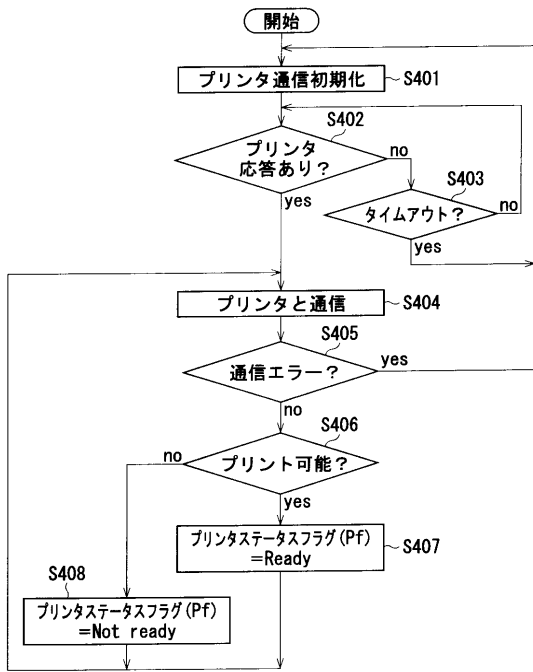 開始
プリンタ通信初期化
S401
S402
プリンタ
応答あり？
no
yes
S403
タイムアウト？
no
yes
プリンタと通信
S404
S405
通信エラー？
yes
no
S406
プリント可能？
no
yes
プリンタステータスフラグ(Pf)
=Ready
S407
S408
プリンタステータスフラグ(Pf)
=Not ready